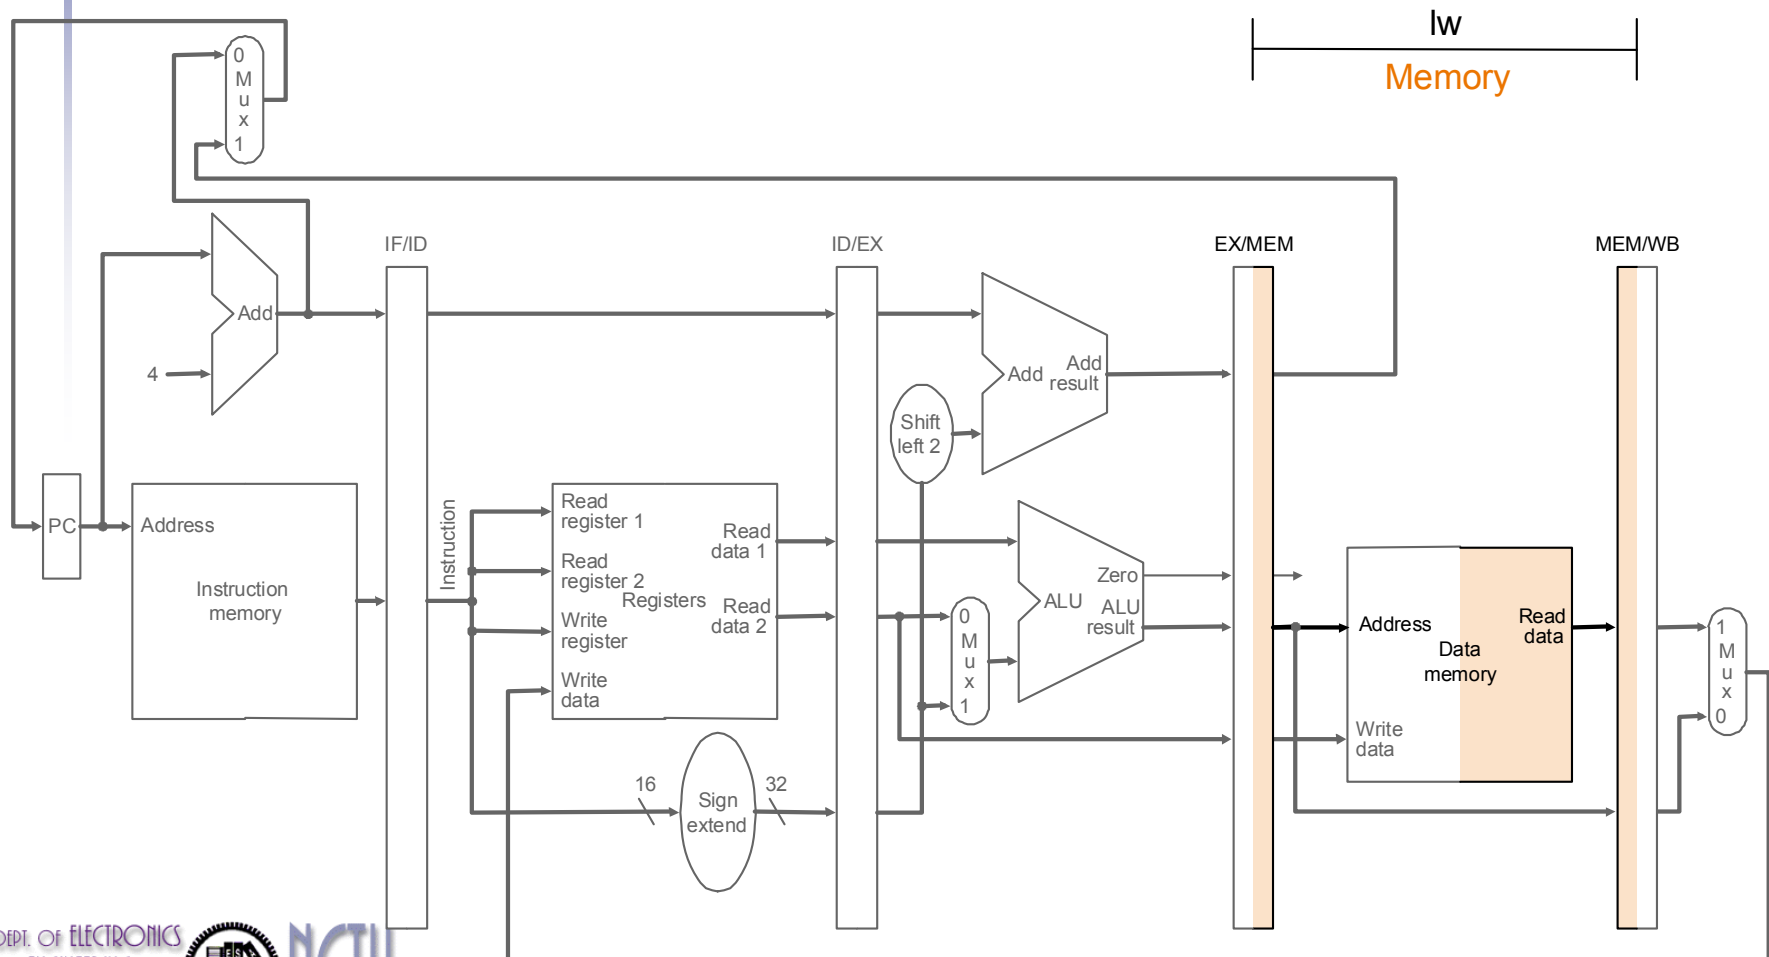 lw
Memory
0
M
u
x
1
IF/ID
ID/EX
EX/MEM
MEM/WB
Add
4
Add
Add
result
Shift
left 2
PC
Address
Instruction
memory
Instruction
Read
register 1
Read
register 2
Write
register
Write
data
Registers
Read
data 1
Read
data 2
0
M
u
x
1
Zero
ALU
ALU
result
Address
Read
data
Data
memory
Write
data
1
M
u
x
0
16
Sign
extend
32
DEPT. OF ELECTRONICS
NCTU